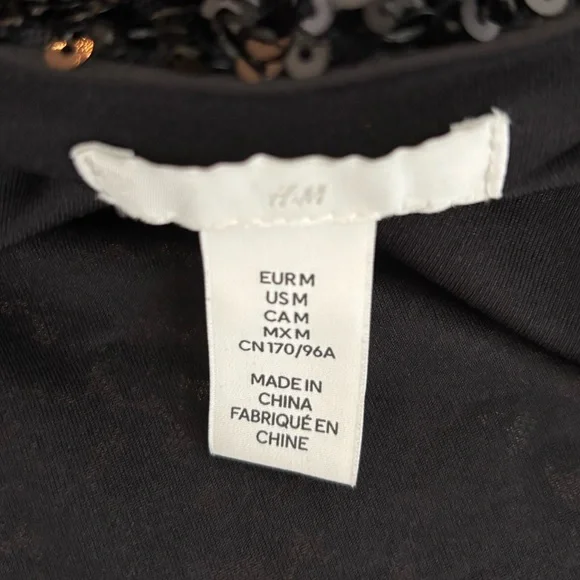 H&M
EUR M
US M
CA M
MX M
CN 170/96A
MADE IN
CHINA
FABRIQUÉ EN
CHINE